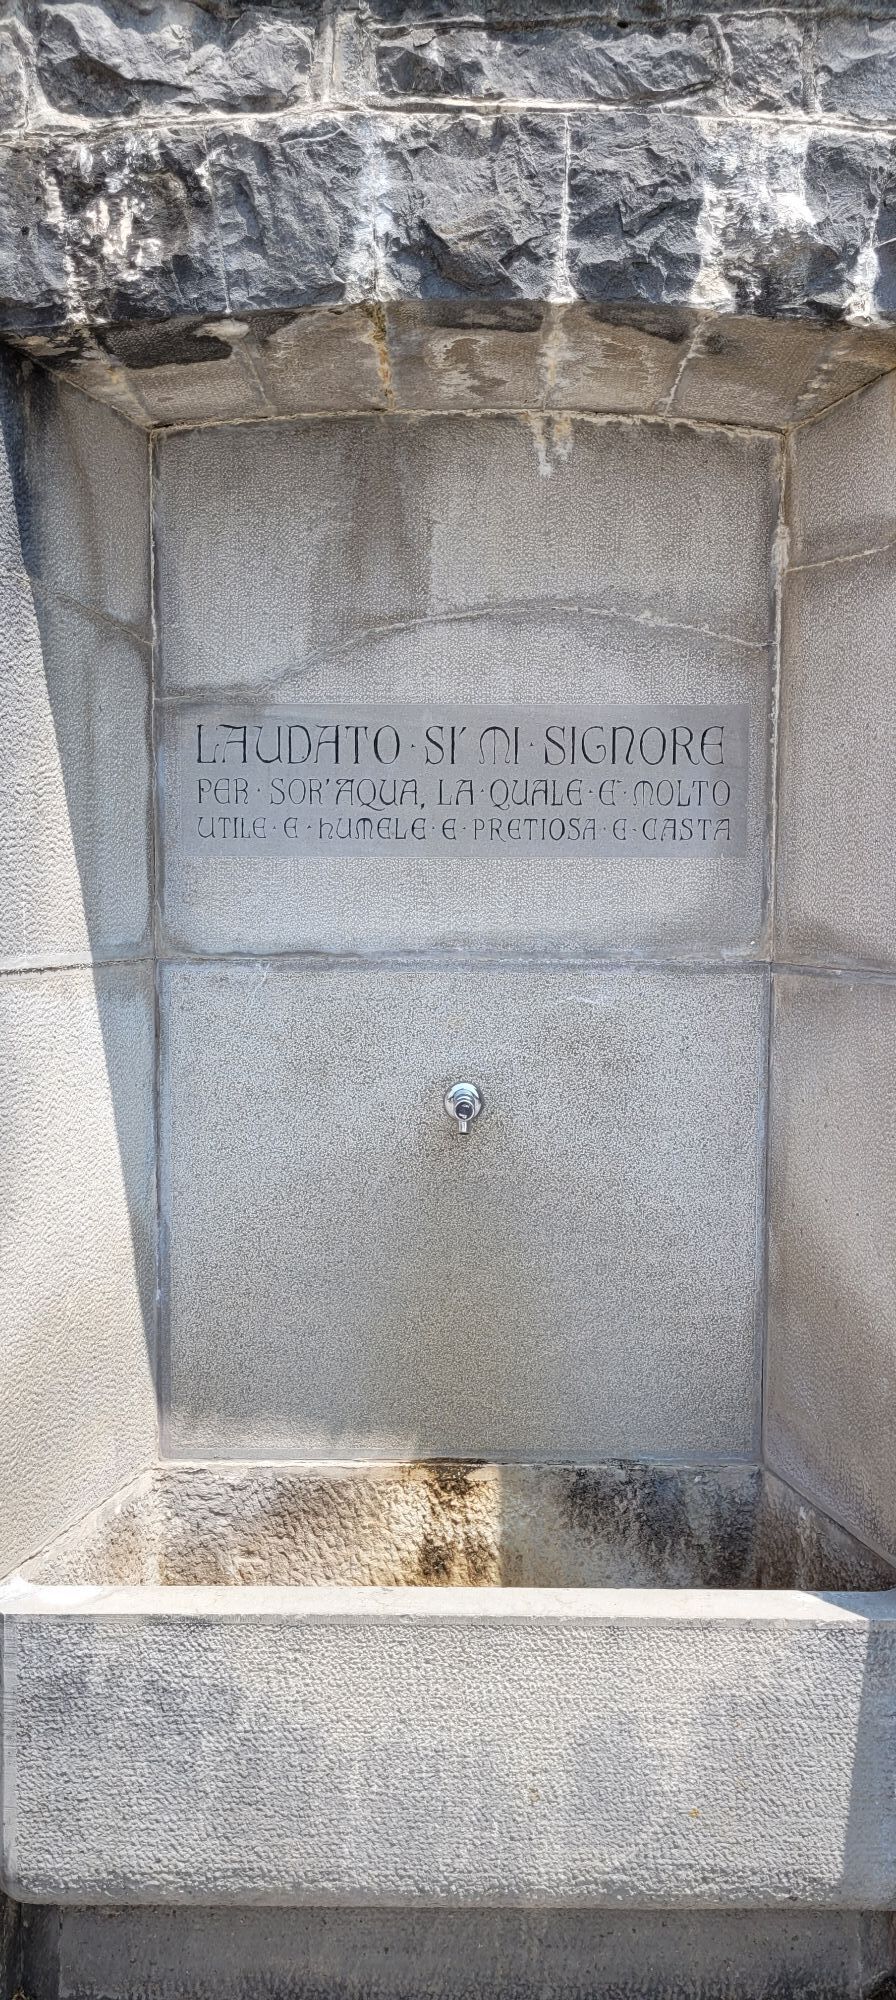 LAUDATO · SI' MI · SIGNORE
PER · SOR'AQUA, LA · QUALE · E' · MOLTO
UTILE · E · HUMELE · E · PRETIOSA · E · CASTA